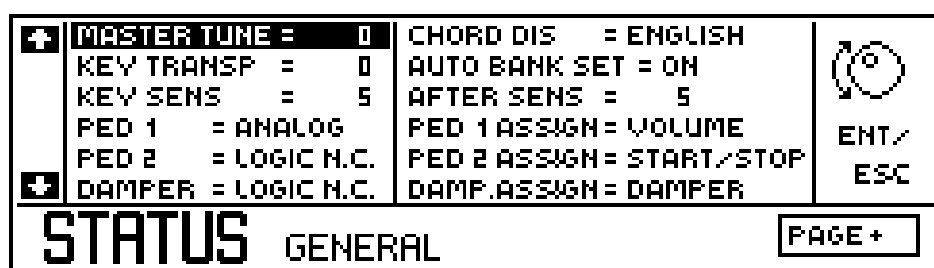 MASTER TUNE = 0 CHORD DIS = ENGLISH
KEY TRANSP = 0 AUTO BANK SET = ON
KEY SENS = 5 AFTER SENS = 5
PED 1 = ANALOG PED 1 ASSIGN = VOLUME
PED 2 = LOGIC N.C. PED 2 ASSIGN = START/STOP
DAMPER = LOGIC N.C. DAMP.ASSIGN = DAMPER
ENT/
ESC
STATUS GENERAL PAGE+